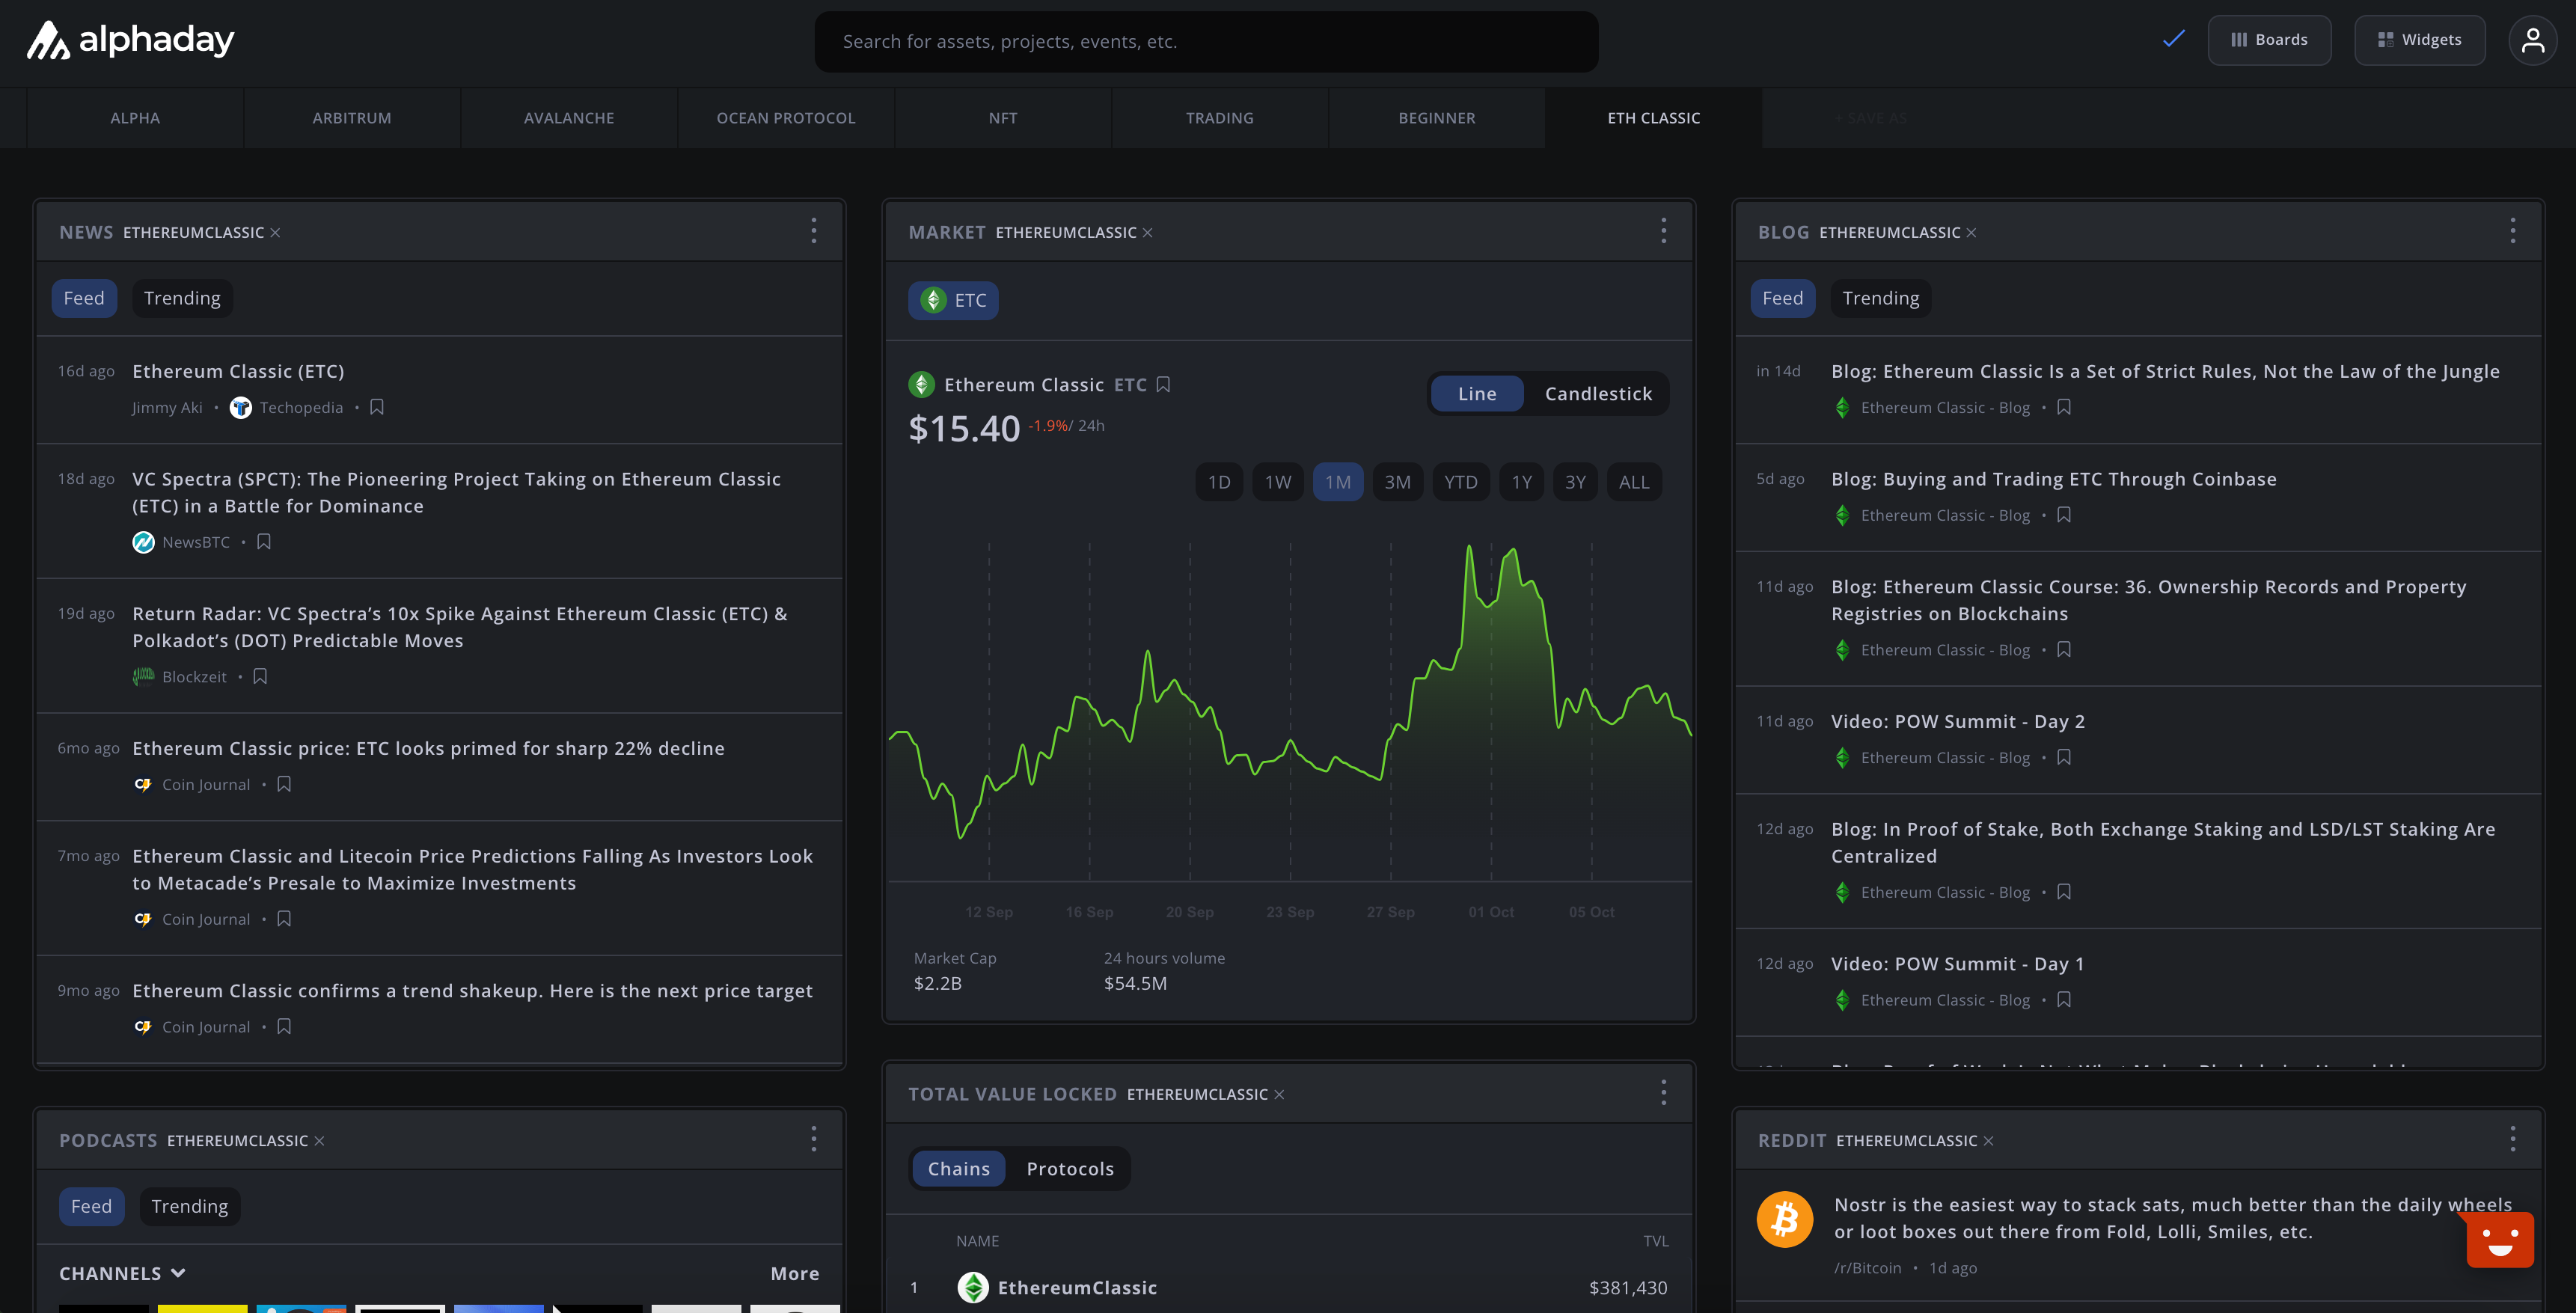 alphaday
Search for assets, projects, events, etc.
Boards
Widgets
ALPHA
ARBITRUM
AVALANCHE
OCEAN PROTOCOL
NFT
TRADING
BEGINNER
ETH CLASSIC
+ SAVE AS
NEWS ETHEREUMCLASSIC
Feed Trending
16d ago Ethereum Classic (ETC)
Jimmy Aki • Techopedia •
18d ago VC Spectra (SPCT): The Pioneering Project Taking on Ethereum Classic
(ETC) in a Battle for Dominance
NewsBTC •
19d ago Return Radar: VC Spectra’s 10x Spike Against Ethereum Classic (ETC) &
Polkadot’s (DOT) Predictable Moves
Blockzeit •
6mo ago Ethereum Classic price: ETC looks primed for sharp 22% decline
Coin Journal •
7mo ago Ethereum Classic and Litecoin Price Predictions Falling As Investors Look
to Metacade’s Presale to Maximize Investments
Coin Journal •
9mo ago Ethereum Classic confirms a trend shakeup. Here is the next price target
Coin Journal •
PODCASTS ETHEREUMCLASSIC
Feed Trending
CHANNELS More
MARKET ETHEREUMCLASSIC
ETC
Ethereum Classic ETC
Line Candlestick
$15.40 -1.9%/ 24h
1D 1W 1M 3M YTD 1Y 3Y ALL
12 Sep 16 Sep 20 Sep 23 Sep 27 Sep 01 Oct 05 Oct
Market Cap 24 hours volume
$2.2B $54.5M
TOTAL VALUE LOCKED ETHEREUMCLASSIC
Chains Protocols
NAME TVL
1 EthereumClassic $381,430
BLOG ETHEREUMCLASSIC
Feed Trending
in 14d Blog: Ethereum Classic Is a Set of Strict Rules, Not the Law of the Jungle
Ethereum Classic - Blog •
5d ago Blog: Buying and Trading ETC Through Coinbase
Ethereum Classic - Blog •
11d ago Blog: Ethereum Classic Course: 36. Ownership Records and Property
Registries on Blockchains
Ethereum Classic - Blog •
11d ago Video: POW Summit - Day 2
Ethereum Classic - Blog •
12d ago Blog: In Proof of Stake, Both Exchange Staking and LSD/LST Staking Are
Centralized
Ethereum Classic - Blog •
12d ago Video: POW Summit - Day 1
Ethereum Classic - Blog •
REDDIT ETHEREUMCLASSIC
Nostr is the easiest way to stack sats, much better than the daily wheels
or loot boxes out there from Fold, Lolli, Smiles, etc.
/r/Bitcoin • 1d ago